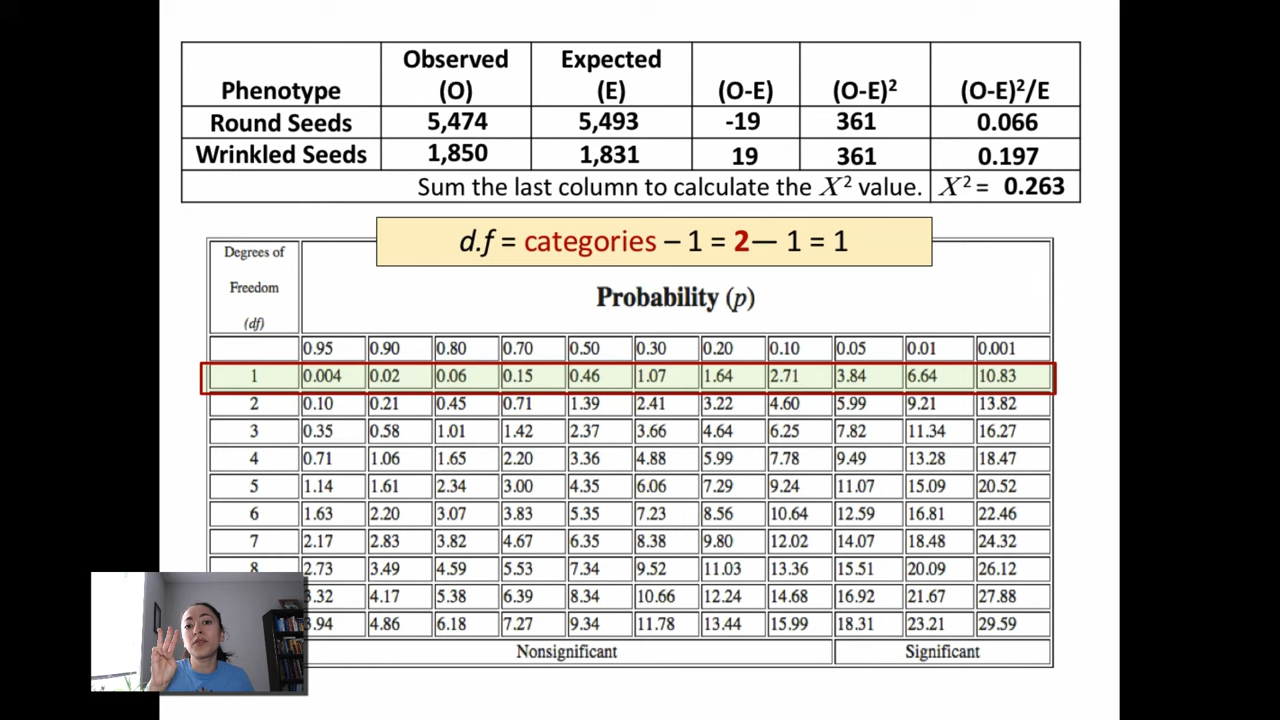 Phenotype Observed (O) Expected (E) (O-E) (O-E)² (O-E)²/E
Round Seeds 5,474 5,493 -19 361 0.066
Wrinkled Seeds 1,850 1,831 19 361 0.197
Sum the last column to calculate the X² value. X² = 0.263
d.f = categories – 1 = 2— 1 = 1
Degrees of Freedom (df)
Probability (p)
0.95 0.90 0.80 0.70 0.50 0.30 0.20 0.10 0.05 0.01 0.001
1 0.004 0.02 0.06 0.15 0.46 1.07 1.64 2.71 3.84 6.64 10.83
2 0.10 0.21 0.45 0.71 1.39 2.41 3.22 4.60 5.99 9.21 13.82
3 0.35 0.58 1.01 1.42 2.37 3.66 4.64 6.25 7.82 11.34 16.27
4 0.71 1.06 1.65 2.20 3.36 4.88 5.99 7.78 9.49 13.28 18.47
5 1.14 1.61 2.34 3.00 4.35 6.06 7.29 9.24 11.07 15.09 20.52
6 1.63 2.20 3.07 3.83 5.35 7.23 8.56 10.64 12.59 16.81 22.46
7 2.17 2.83 3.82 4.67 6.35 8.38 9.80 12.02 14.07 18.48 24.32
8 2.73 3.49 4.59 5.53 7.34 9.52 11.03 13.36 15.51 20.09 26.12
3.32 4.17 5.38 6.39 8.34 10.66 12.24 14.68 16.92 21.67 27.88
3.94 4.86 6.18 7.27 9.34 11.78 13.44 15.99 18.31 23.21 29.59
Nonsignificant Significant